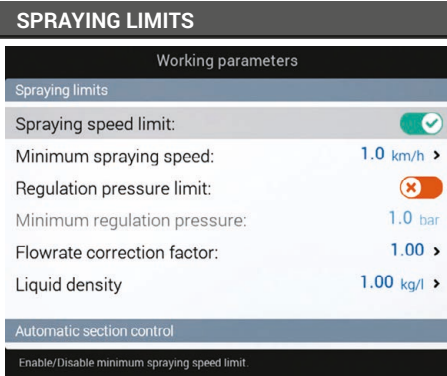 SPRAYING LIMITS
Working parameters
Spraying limits
Spraying speed limit:
Minimum spraying speed: 1.0 km/h >
Regulation pressure limit:
Minimum regulation pressure: 1.0 bar
Flowrate correction factor: 1.00 >
Liquid density 1.00 kg/l >
Automatic section control
Enable/Disable minimum spraying speed limit.